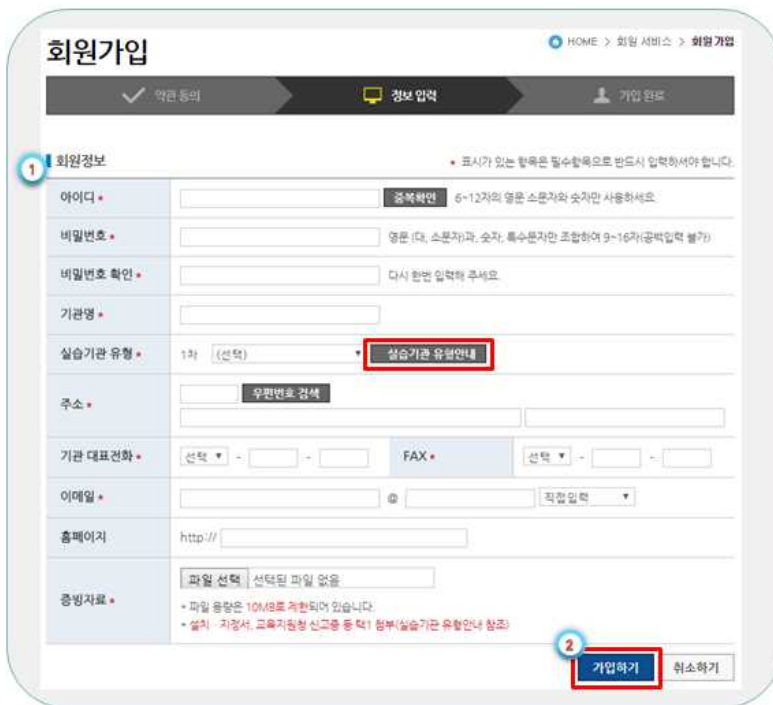 회원가입
HOME > 회원 서비스 > 회원가입
약관 동의
정보 입력
가입 완료
1
회원정보
* 표시가 있는 항목은 필수항목으로 반드시 입력하셔야 합니다.
아이디 * 중복확인 6~12자의 영문 소문자와 숫자만 사용하세요.
비밀번호 * 영문 (대, 소문자)과, 숫자, 특수문자만 조합하여 9~16자(공백입력 불가)
비밀번호 확인 * 다시 한번 입력해 주세요.
기관명 *
실습기관 유형 * 1차 (선택) 실습기관 유형안내
주소 * 우편번호 검색
기관 대표전화 * 선택 - - FAX * 선택 - -
이메일 * @ 직접입력
홈페이지 http://
증빙자료 * 파일 선택 선택된 파일 없음
* 파일 용량은 10MB로 제한되어 있습니다.
* 설치 · 지정서, 교육지원청 신고증 등 택1 첨부(실습기관 유형안내 참조)
2
가입하기 취소하기